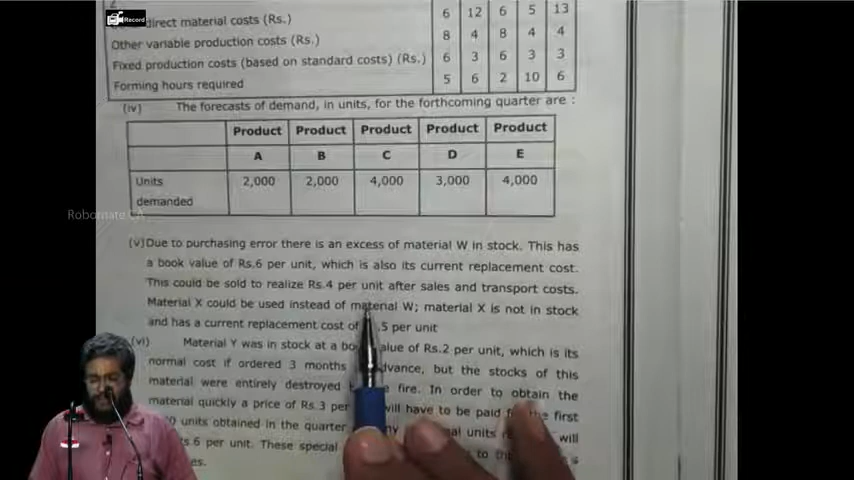 Record
direct material costs (Rs.) 6 12 6 5 13
Other variable production costs (Rs.) 8 4 8 4 4
Fixed production costs (based on standard costs) (Rs.) 6 3 6 3 3
Forming hours required 5 6 2 10 6
(iv) The forecasts of demand, in units, for the forthcoming quarter are :
Product Product Product Product Product
A B C D E
Units 2,000 2,000 4,000 3,000 4,000
demanded
Robomate CA
(v) Due to purchasing error there is an excess of material W in stock. This has
a book value of Rs.6 per unit, which is also its current replacement cost.
This could be sold to realize Rs.4 per unit after sales and transport costs.
Material X could be used instead of material W; material X is not in stock
and has a current replacement cost of .5 per unit
(vi) Material Y was in stock at a value of Rs.2 per unit, which is its
normal cost if ordered 3 months but the stocks of this
material were entirely destroyed fire. In order to obtain the
material quickly a price of Rs.3 per will have to be paid the first
units obtained in the quarter units will
s.6 per unit. These special to